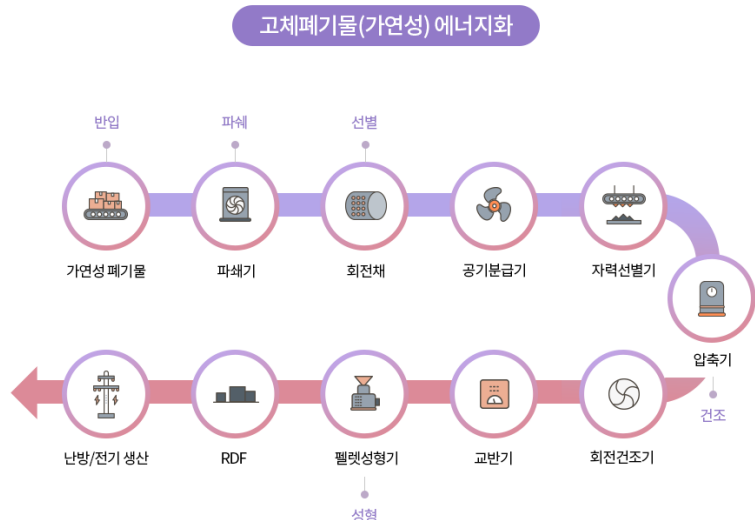 고체폐기물(가연성) 에너지화
반입
파쉐
선별
가연성 폐기물
파쇄기
회전채
공기분급기
자력선별기
압축기
건조
난방/전기 생산
RDF
펠렛성형기
교반기
회전건조기
성형